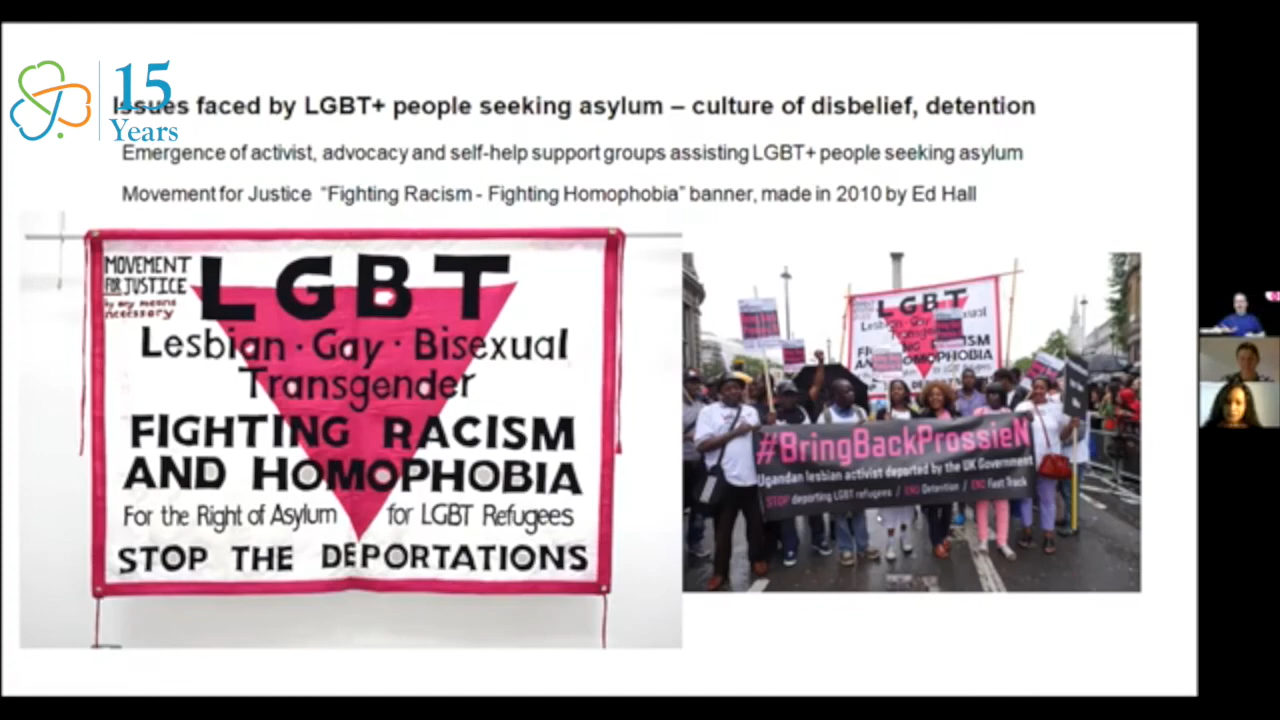 15
Years
Issues faced by LGBT+ people seeking asylum – culture of disbelief, detention
Emergence of activist, advocacy and self-help support groups assisting LGBT+ people seeking asylum
Movement for Justice “Fighting Racism - Fighting Homophobia” banner, made in 2010 by Ed Hall
MOVEMENT
FOR JUSTICE
by any means
necessary
LGBT
Lesbian · Gay · Bisexual
Transgender
FIGHTING RACISM
AND HOMOPHOBIA
For the Right of Asylum for LGBT Refugees
STOP THE DEPORTATIONS
LGBT
#BringBackProssieN
Ugandan lesbian activist deported by the UK Government
STOP deporting LGBT refugees / END Detention / END Fast Track